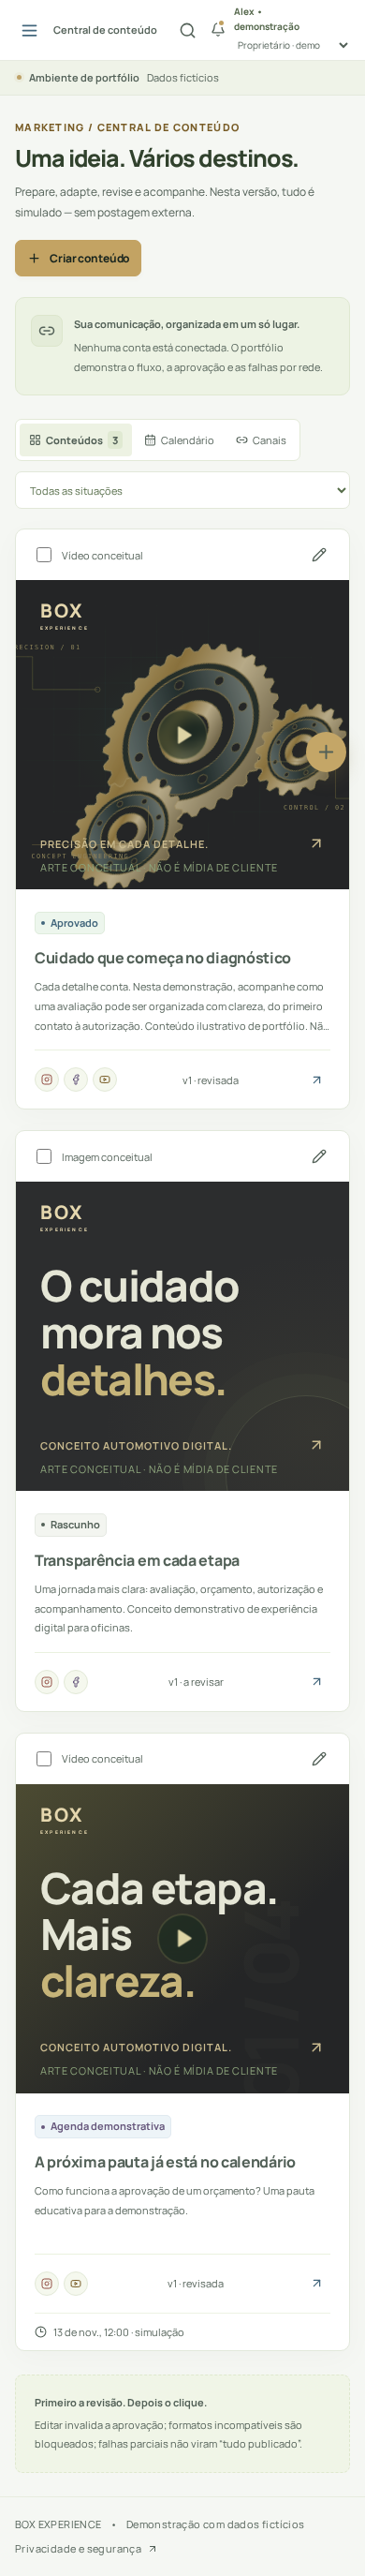 Central de conteúdo
Alex •
demonstração
Proprietário · demo
Ambiente de portfólio Dados fictícios
MARKETING / CENTRAL DE CONTEÚDO
Uma ideia. Vários destinos.
Prepare, adapte, revise e acompanhe. Nesta versão, tudo é
simulado — sem postagem externa.
Criar conteúdo
Sua comunicação, organizada em um só lugar.
Nenhuma conta está conectada. O portfólio
demonstra o fluxo, a aprovação e as falhas por rede.
Conteúdos 3
Calendário
Canais
Todas as situações
Vídeo conceitual
BOX
EXPERIENCE
CONTROL / 02
PRECISÃO EM CADA DETALHE.
ARTE CONCEITUAL · NÃO É MÍDIA DE CLIENTE
Aprovado
Cuidado que começa no diagnóstico
Cada detalhe conta. Nesta demonstração, acompanhe como
uma avaliação pode ser organizada com clareza, do primeiro
contato à autorização. Conteúdo ilustrativo de portfólio. Nã...
v1 · revisada
Imagem conceitual
BOX
EXPERIENCE
O cuidado
mora nos
detalhes.
CONCEITO AUTOMOTIVO DIGITAL.
ARTE CONCEITUAL · NÃO É MÍDIA DE CLIENTE
Rascunho
Transparência em cada etapa
Uma jornada mais clara: avaliação, orçamento, autorização e
acompanhamento. Conceito demonstrativo de experiência
digital para oficinas.
v1 · a revisar
Vídeo conceitual
BOX
EXPERIENCE
Cada etapa.
Mais
clareza.
CONCEITO AUTOMOTIVO DIGITAL.
ARTE CONCEITUAL · NÃO É MÍDIA DE CLIENTE
Agenda demonstrativa
A próxima pauta já está no calendário
Como funciona a aprovação de um orçamento? Uma pauta
educativa para a demonstração.
v1 · revisada
13 de nov., 12:00 · simulação
Primeiro a revisão. Depois o clique.
Editar invalida a aprovação; formatos incompatíveis são
bloqueados; falhas parciais não viram “tudo publicado”.
BOX EXPERIENCE • Demonstração com dados fictícios
Privacidade e segurança